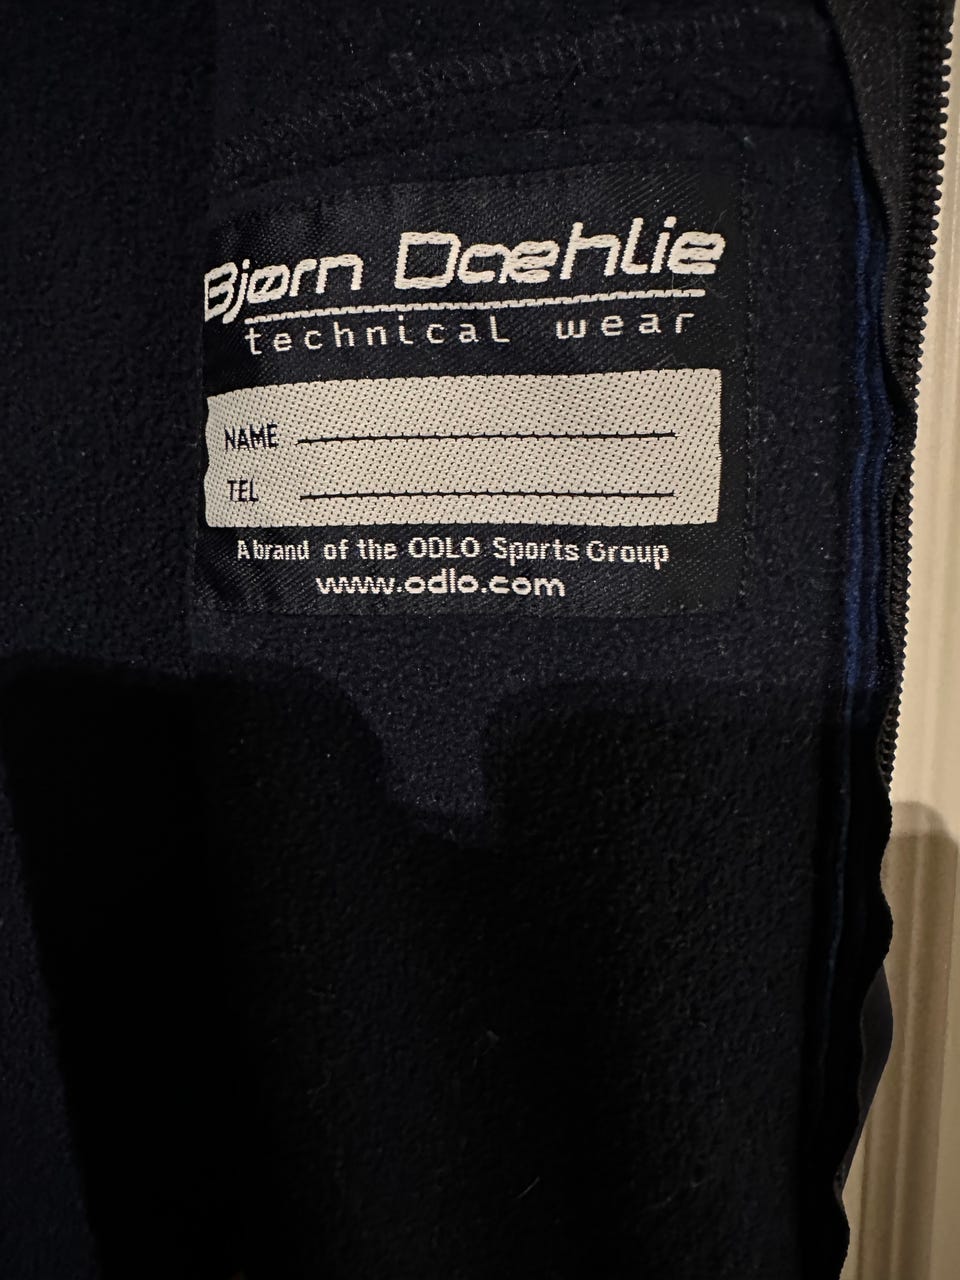 Bjørn Dæhlie
technical wear
NAME
TEL
A brand of the ODLO Sports Group
www.odlo.com